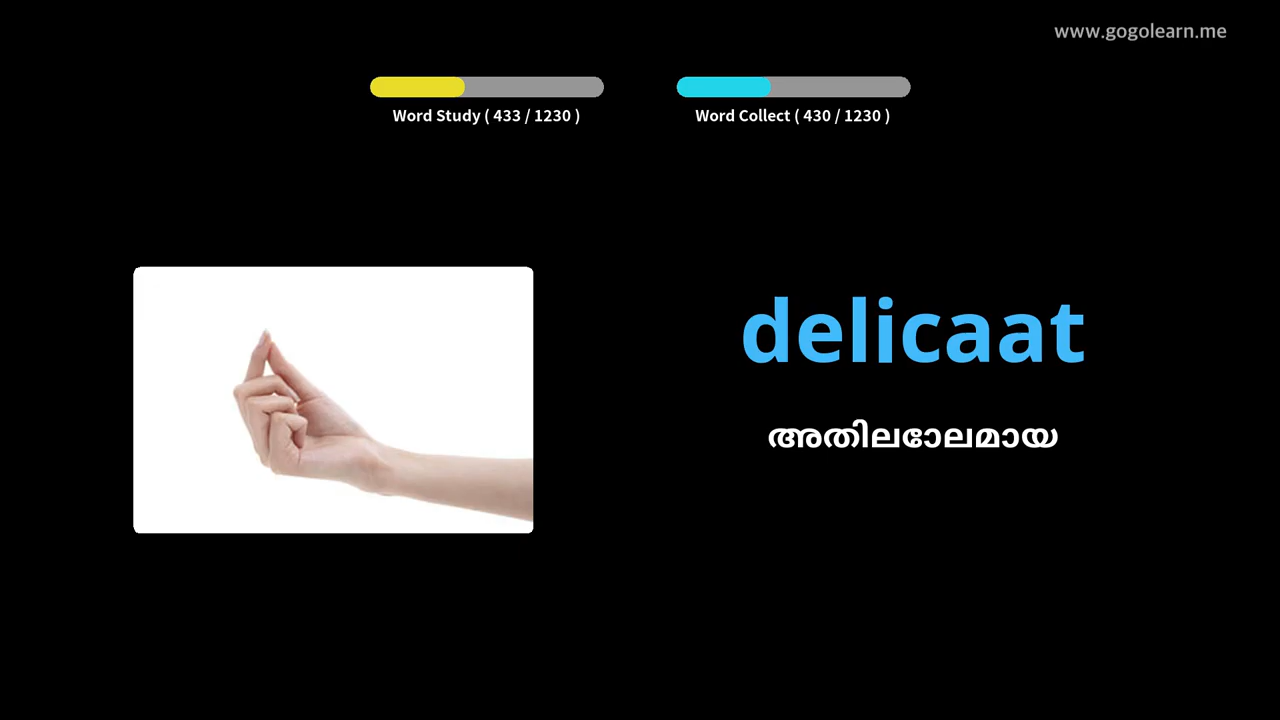 www.gogolearn.me
Word Study ( 433 / 1230 )
Word Collect ( 430 / 1230 )
delicaat
അതിലോലമായ